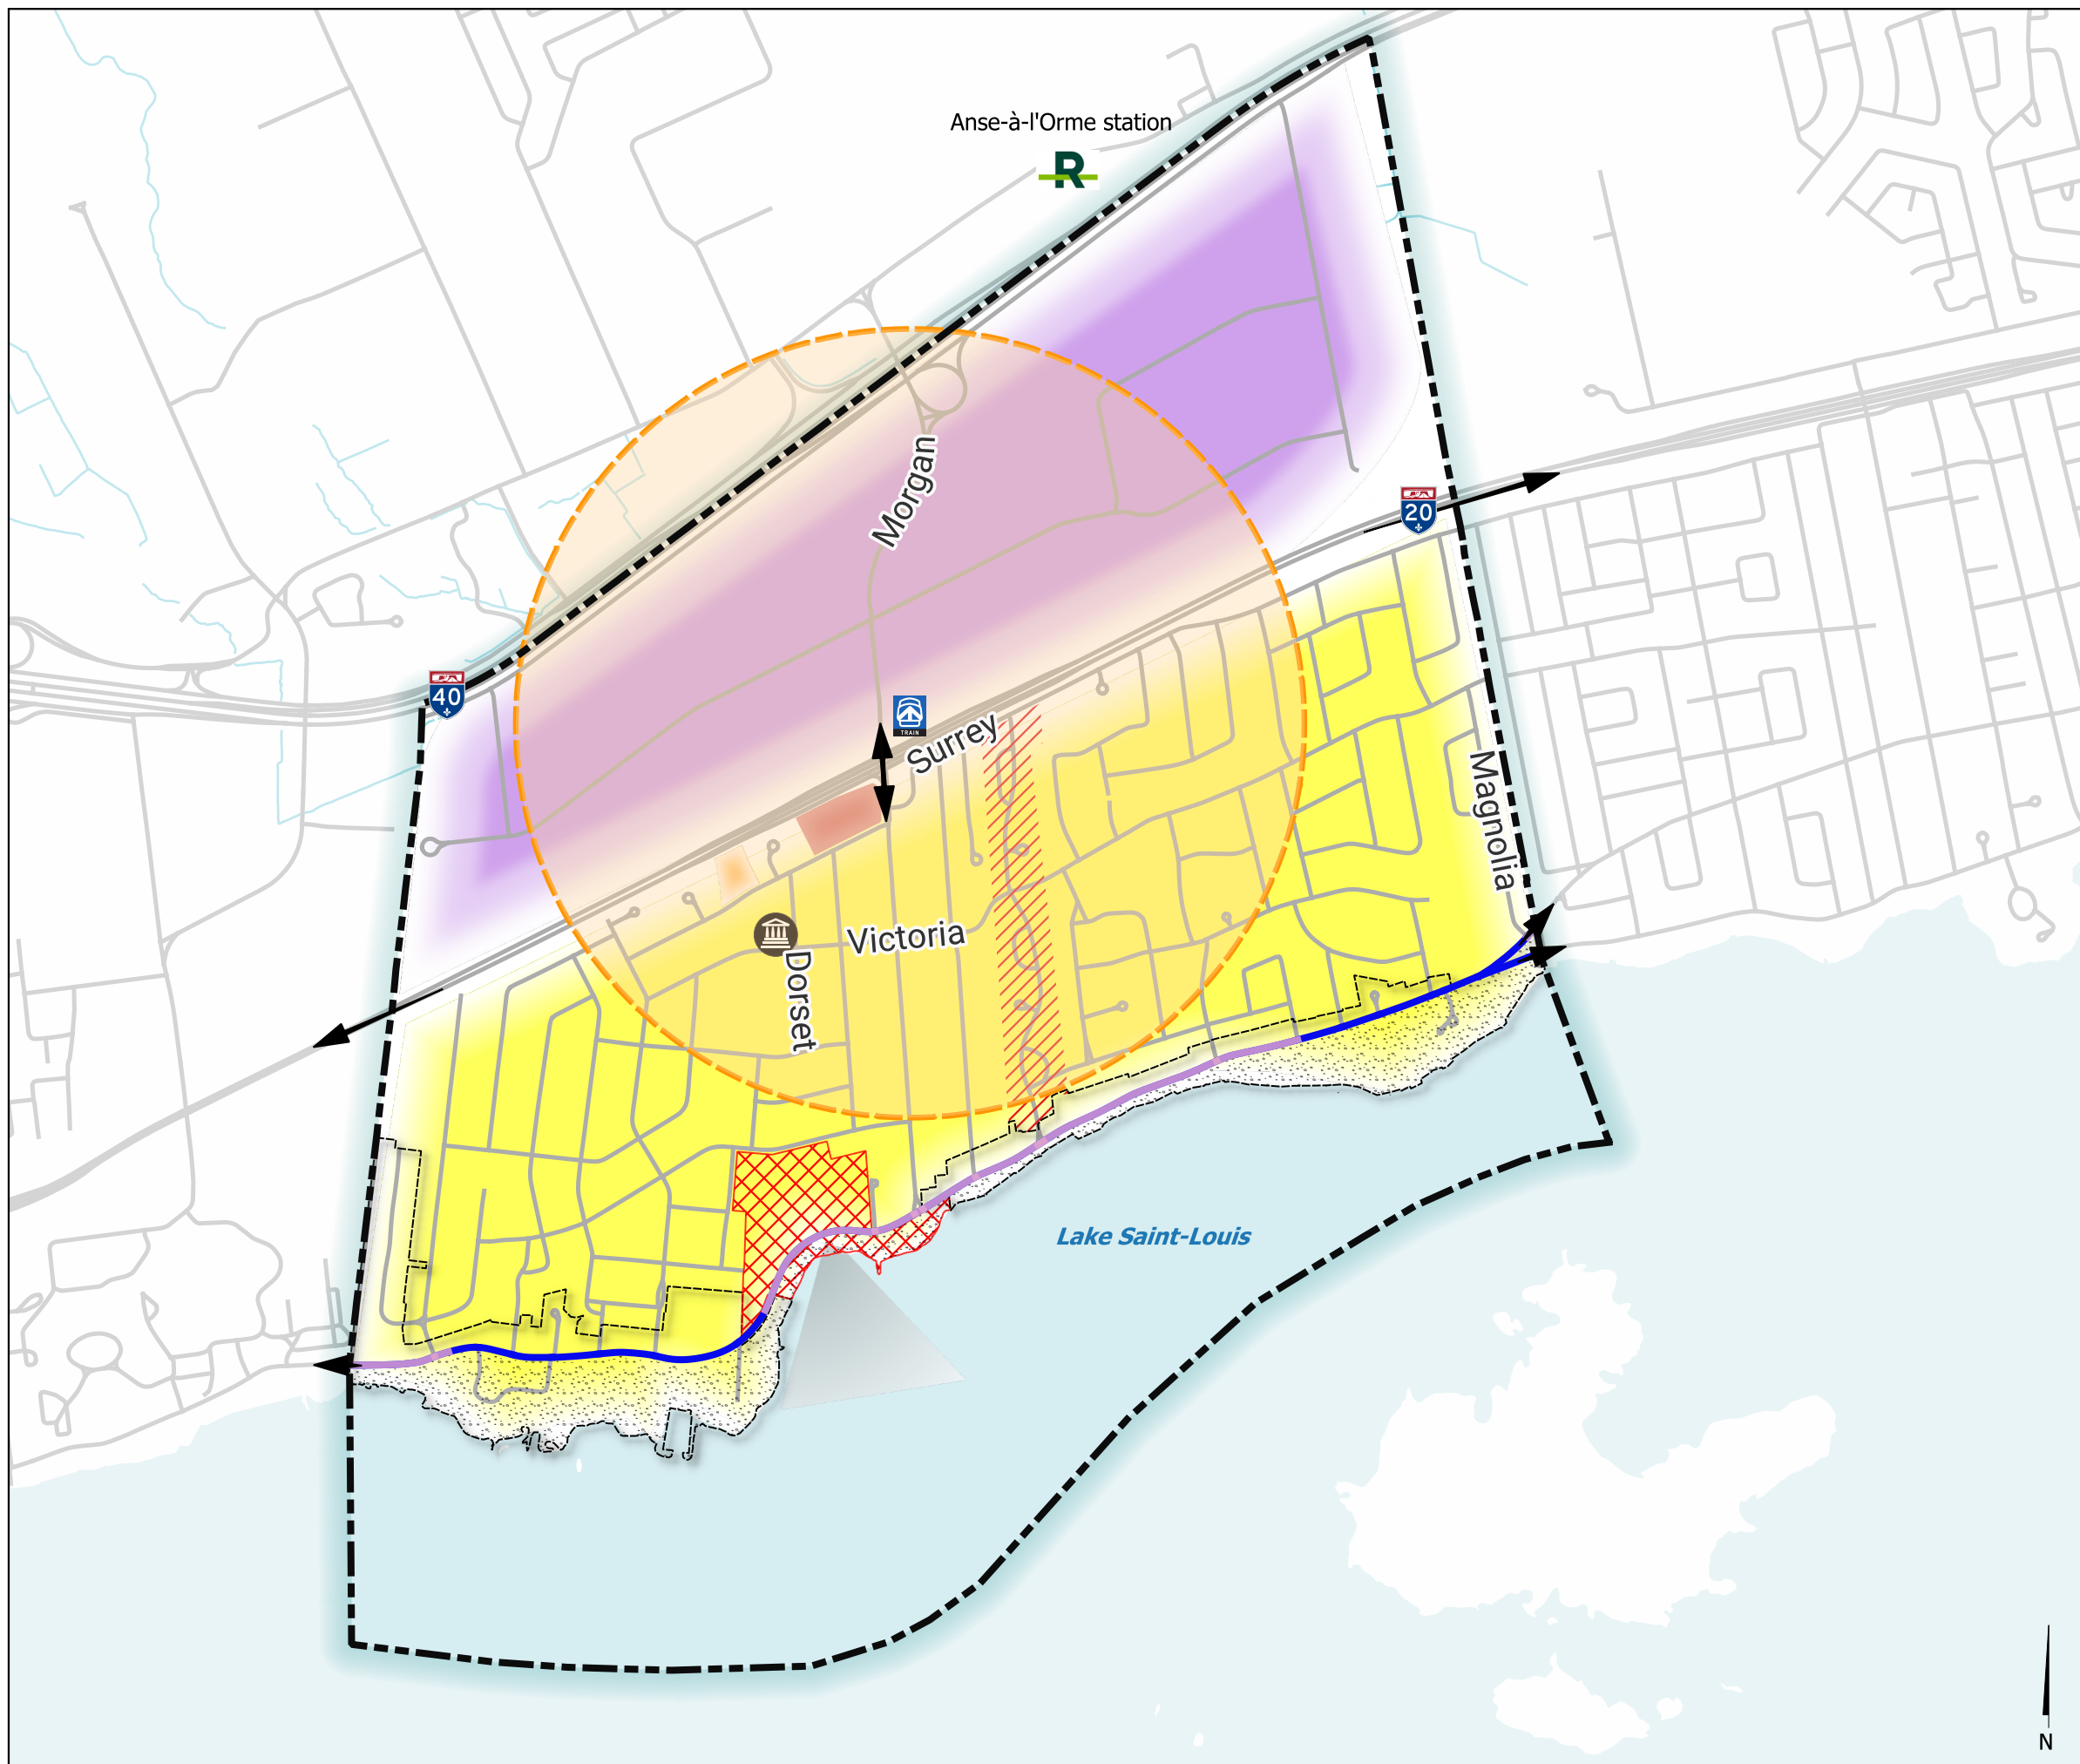 Anse-à-l'Orme station
R
Morgan
20
40
TRAIN
Surrey
Magnolia
Victoria
Dorset
Lake Saint-Louis
N